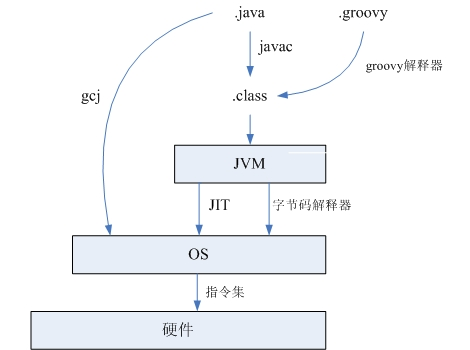 .java
.groovy
javac
groovy解释器
gcj
.class
JVM
JIT
字节码解释器
OS
指令集
硬件